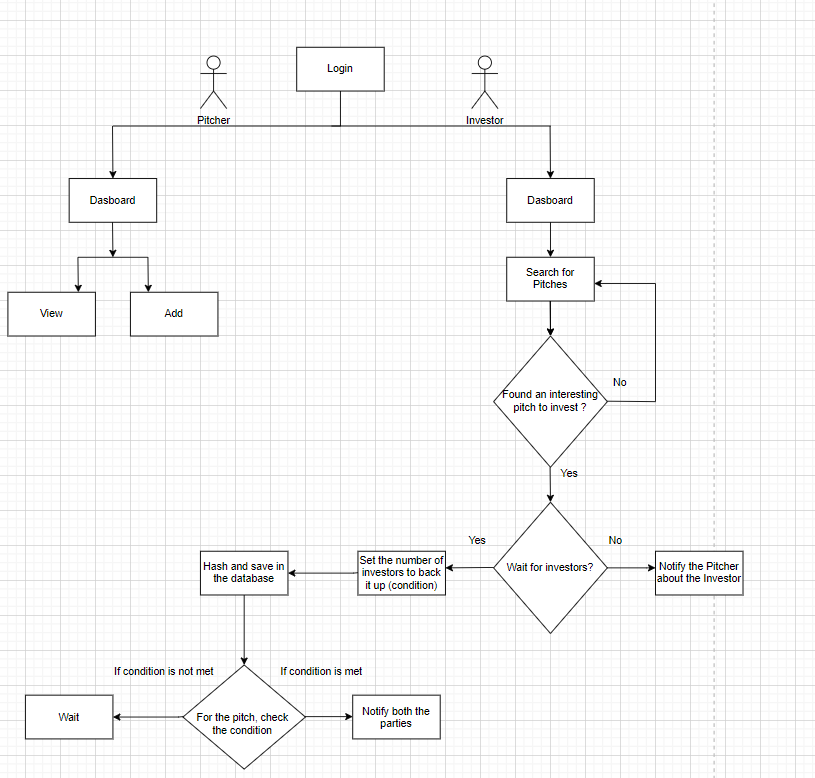 Login
Pitcher
Investor
Dasboard
Dasboard
Search for
Pitches
View
Add
No
Found an interesting
pitch to invest ?
Yes
Yes
No
Hash and save in
the database
Set the number of
investors to back
it up (condition)
Wait for investors?
Notify the Pitcher
about the Investor
If condition is not met
If condition is met
Wait
For the pitch, check
the condition
Notify both the
parties